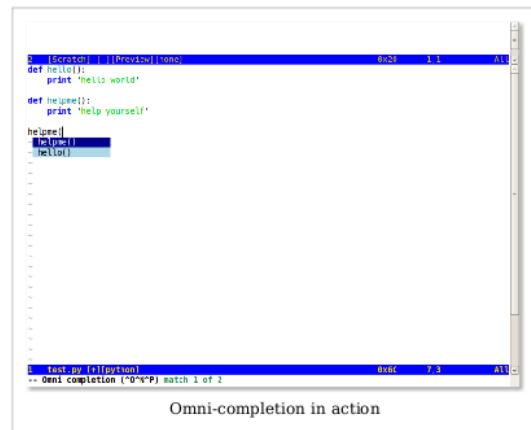 2 [Scratch] [-][Preview][none] 0x20 1 1 All
def hello():
print 'hello world'
def helpme():
print 'help yourself'
helpme(
helpme()
hello()
1 test.py [+][python] 0x6C 7 3 All
-- Omni completion (^O^N^P) match 1 of 2
Omni-completion in action